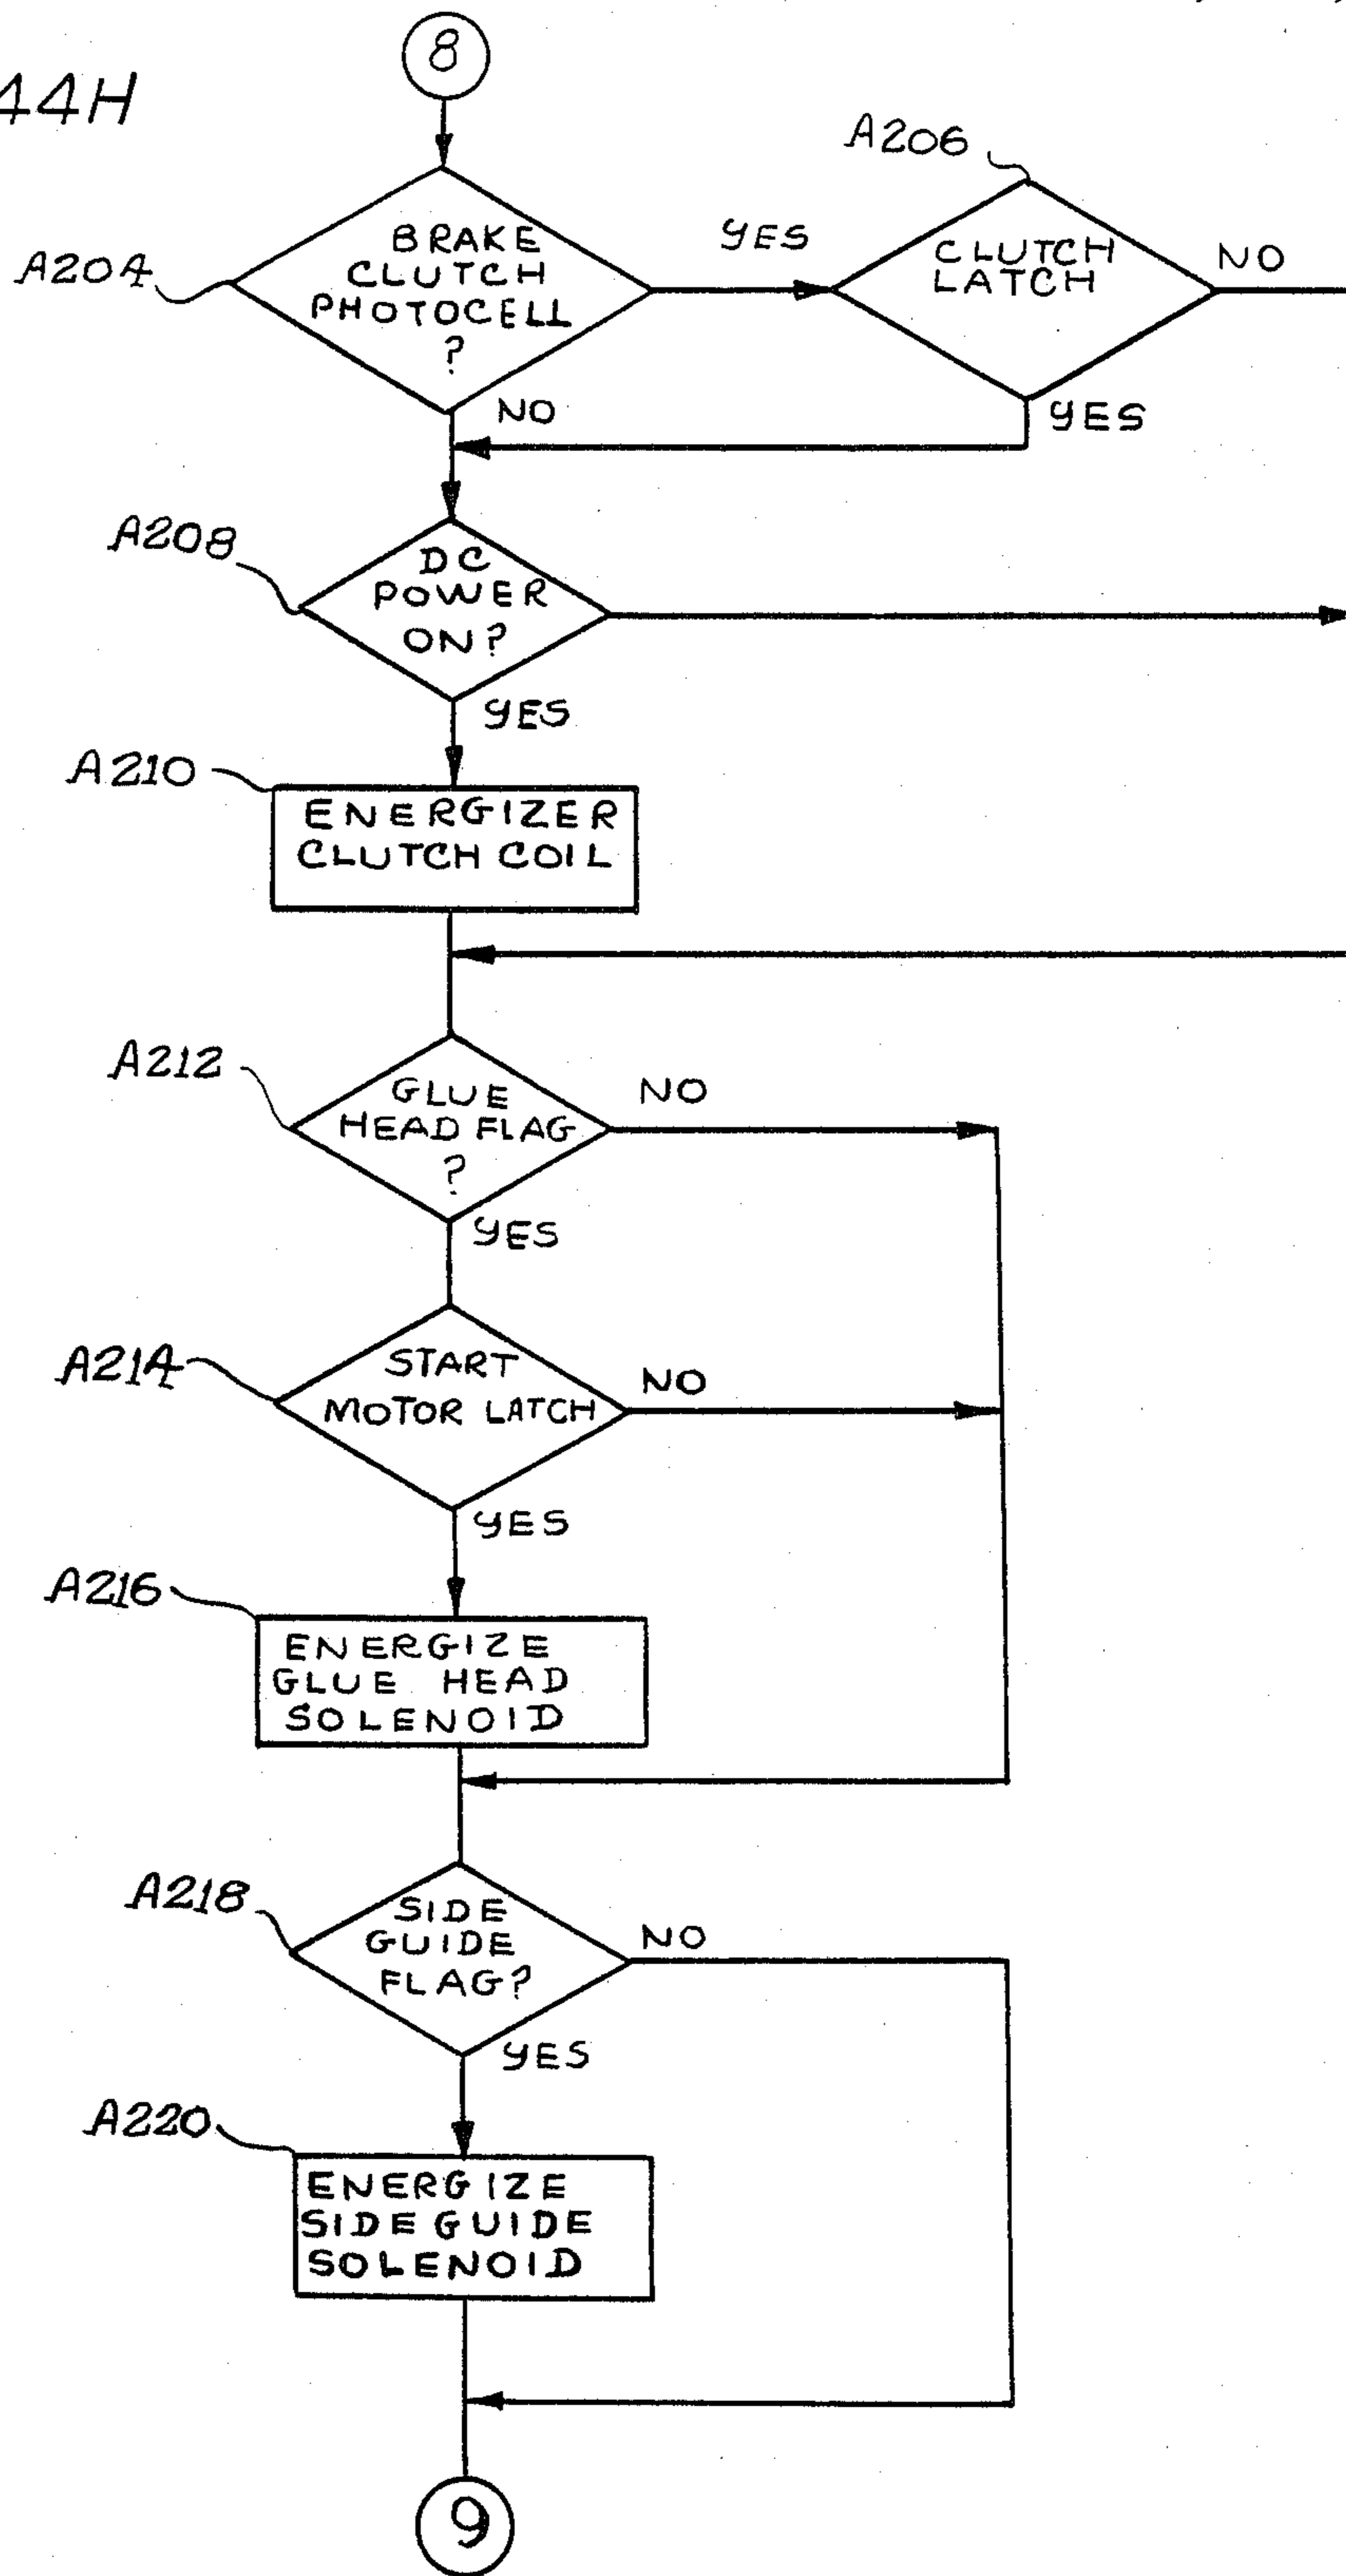 44H
8
A204
BRAKE
CLUTCH
PHOTOCELL
?
YES
NO
A206
CLUTCH
LATCH
NO
YES
A208
DC
POWER
ON?
YES
A210
ENERGIZER
CLUTCH COIL
A212
GLUE
HEAD FLAG
?
NO
YES
A214
START
MOTOR LATCH
NO
YES
A216
ENERGIZE
GLUE HEAD
SOLENOID
A218
SIDE
GUIDE
FLAG?
NO
YES
A220
ENERGIZE
SIDE GUIDE
SOLENOID
9